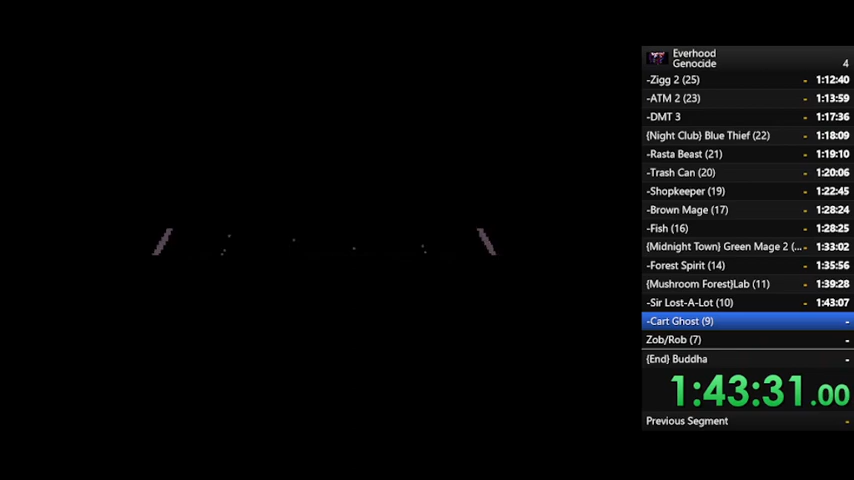 Everhood
Genocide 4
-Zigg 2 (25) - 1:12:40
-ATM 2 (23) - 1:13:59
-DMT 3 - 1:17:36
{Night Club} Blue Thief (22) - 1:18:09
-Rasta Beast (21) - 1:19:10
-Trash Can (20) - 1:20:06
-Shopkeeper (19) - 1:22:45
-Brown Mage (17) - 1:28:24
-Fish (16) - 1:28:25
{Midnight Town} Green Mage 2 (... - 1:33:02
-Forest Spirit (14) - 1:35:56
{Mushroom Forest}Lab (11) - 1:39:28
-Sir Lost-A-Lot (10) - 1:43:07
-Cart Ghost (9) -
Zob/Rob (7) -
{End} Buddha -
1:43:31.00
Previous Segment -